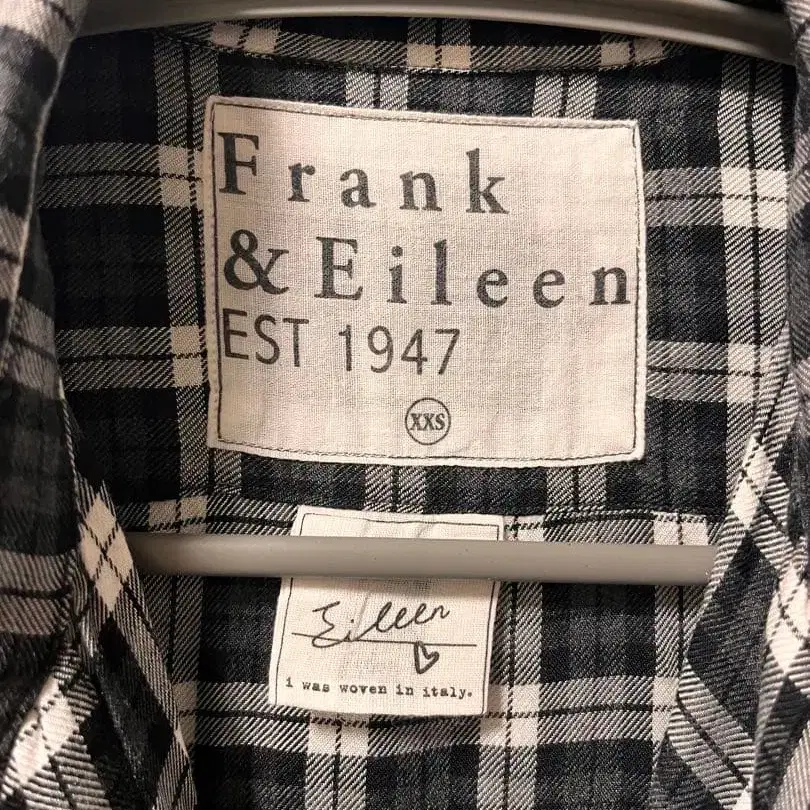 Frank
& Eileen
EST 1947
XXS
Eileen
i was woven in italy.